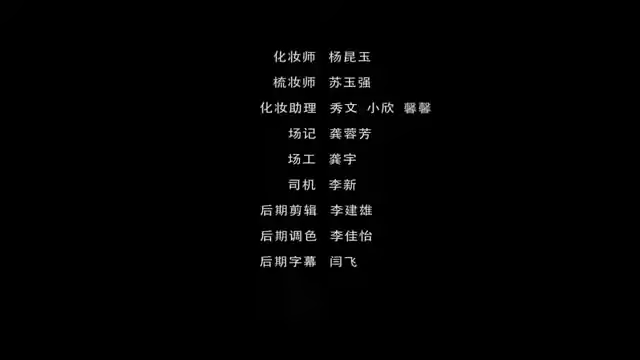 化妆师 杨昆玉
梳妆师 苏玉强
化妆助理 秀文 小欣 馨馨
场记 龚蓉芳
场工 龚宇
司机 李新
后期剪辑 李建雄
后期调色 李佳怡
后期字幕 闫飞